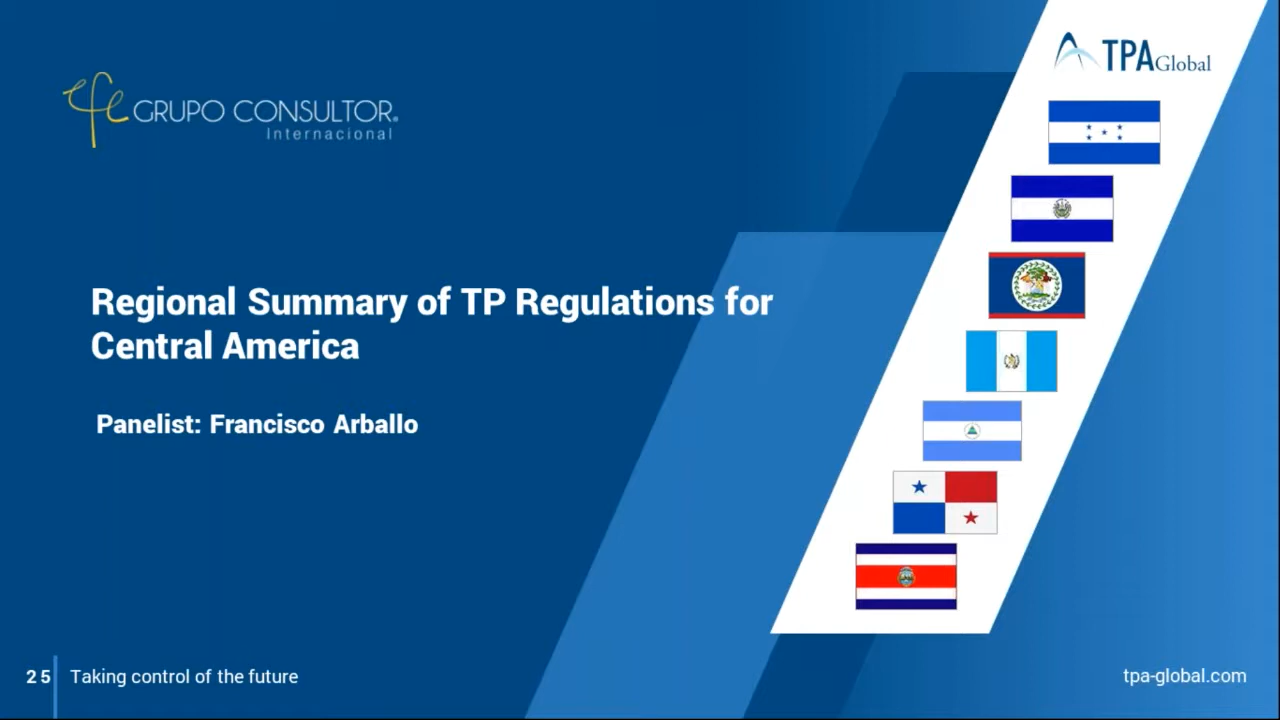 efe GRUPO CONSULTOR®
Internacional
TPA Global
Regional Summary of TP Regulations for
Central America
Panelist: Francisco Arballo
25 Taking control of the future
tpa-global.com